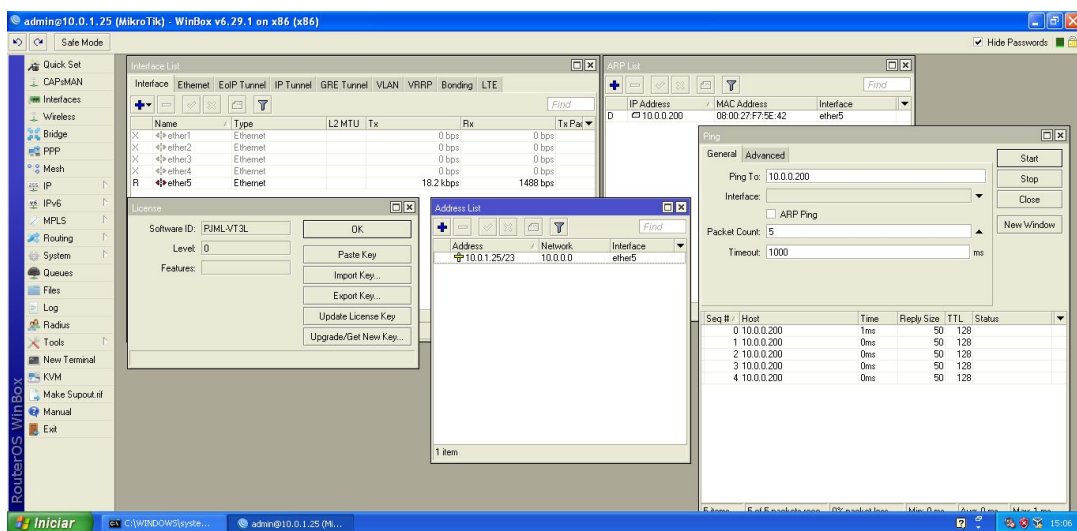 admin@10.0.1.25 (MikroTik) - WinBox v6.29.1 on x86 (x86)
Safe Mode
Hide Passwords
Quick Set
CAPsMAN
Interfaces
Wireless
Bridge
PPP
Mesh
IP
IPv6
MPLS
Routing
System
Queues
Files
Log
Radius
Tools
New Terminal
KVM
Make Supout.rif
Manual
Exit
RouterOS WinBox
Interface List
Interface Ethernet EoIP Tunnel IP Tunnel GRE Tunnel VLAN VRRP Bonding LTE
Find
Name / Type L2 MTU Tx Rx Tx Pac
X ether1 Ethernet 0 bps 0 bps
X ether2 Ethernet 0 bps 0 bps
X ether3 Ethernet 0 bps 0 bps
X ether4 Ethernet 0 bps 0 bps
R ether5 Ethernet 18.2 kbps 1488 bps
ARP List
Find
IP Address / MAC Address Interface
D 10.0.0.200 08:00:27:F7:5E:42 ether5
License
Software ID: PJML-VT3L
Level: 0
Features:
OK
Paste Key
Import Key...
Export Key...
Update License Key
Upgrade/Get New Key...
Address List
Find
Address / Network Interface
10.0.1.25/23 10.0.0.0 ether5
1 item
Ping
General Advanced
Ping To: 10.0.0.200
Interface:
ARP Ping
Packet Count: 5
Timeout: 1000 ms
Start
Stop
Close
New Window
Seq # / Host Time Reply Size TTL Status
0 10.0.0.200 1ms 50 128
1 10.0.0.200 0ms 50 128
2 10.0.0.200 0ms 50 128
3 10.0.0.200 0ms 50 128
4 10.0.0.200 0ms 50 128
Iniciar
C:\WINDOWS\syste...
admin@10.0.1.25 (Mi...
15:06